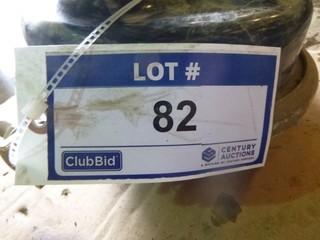 LOT #
82
ClubBid
CENTURY
AUCTIONS